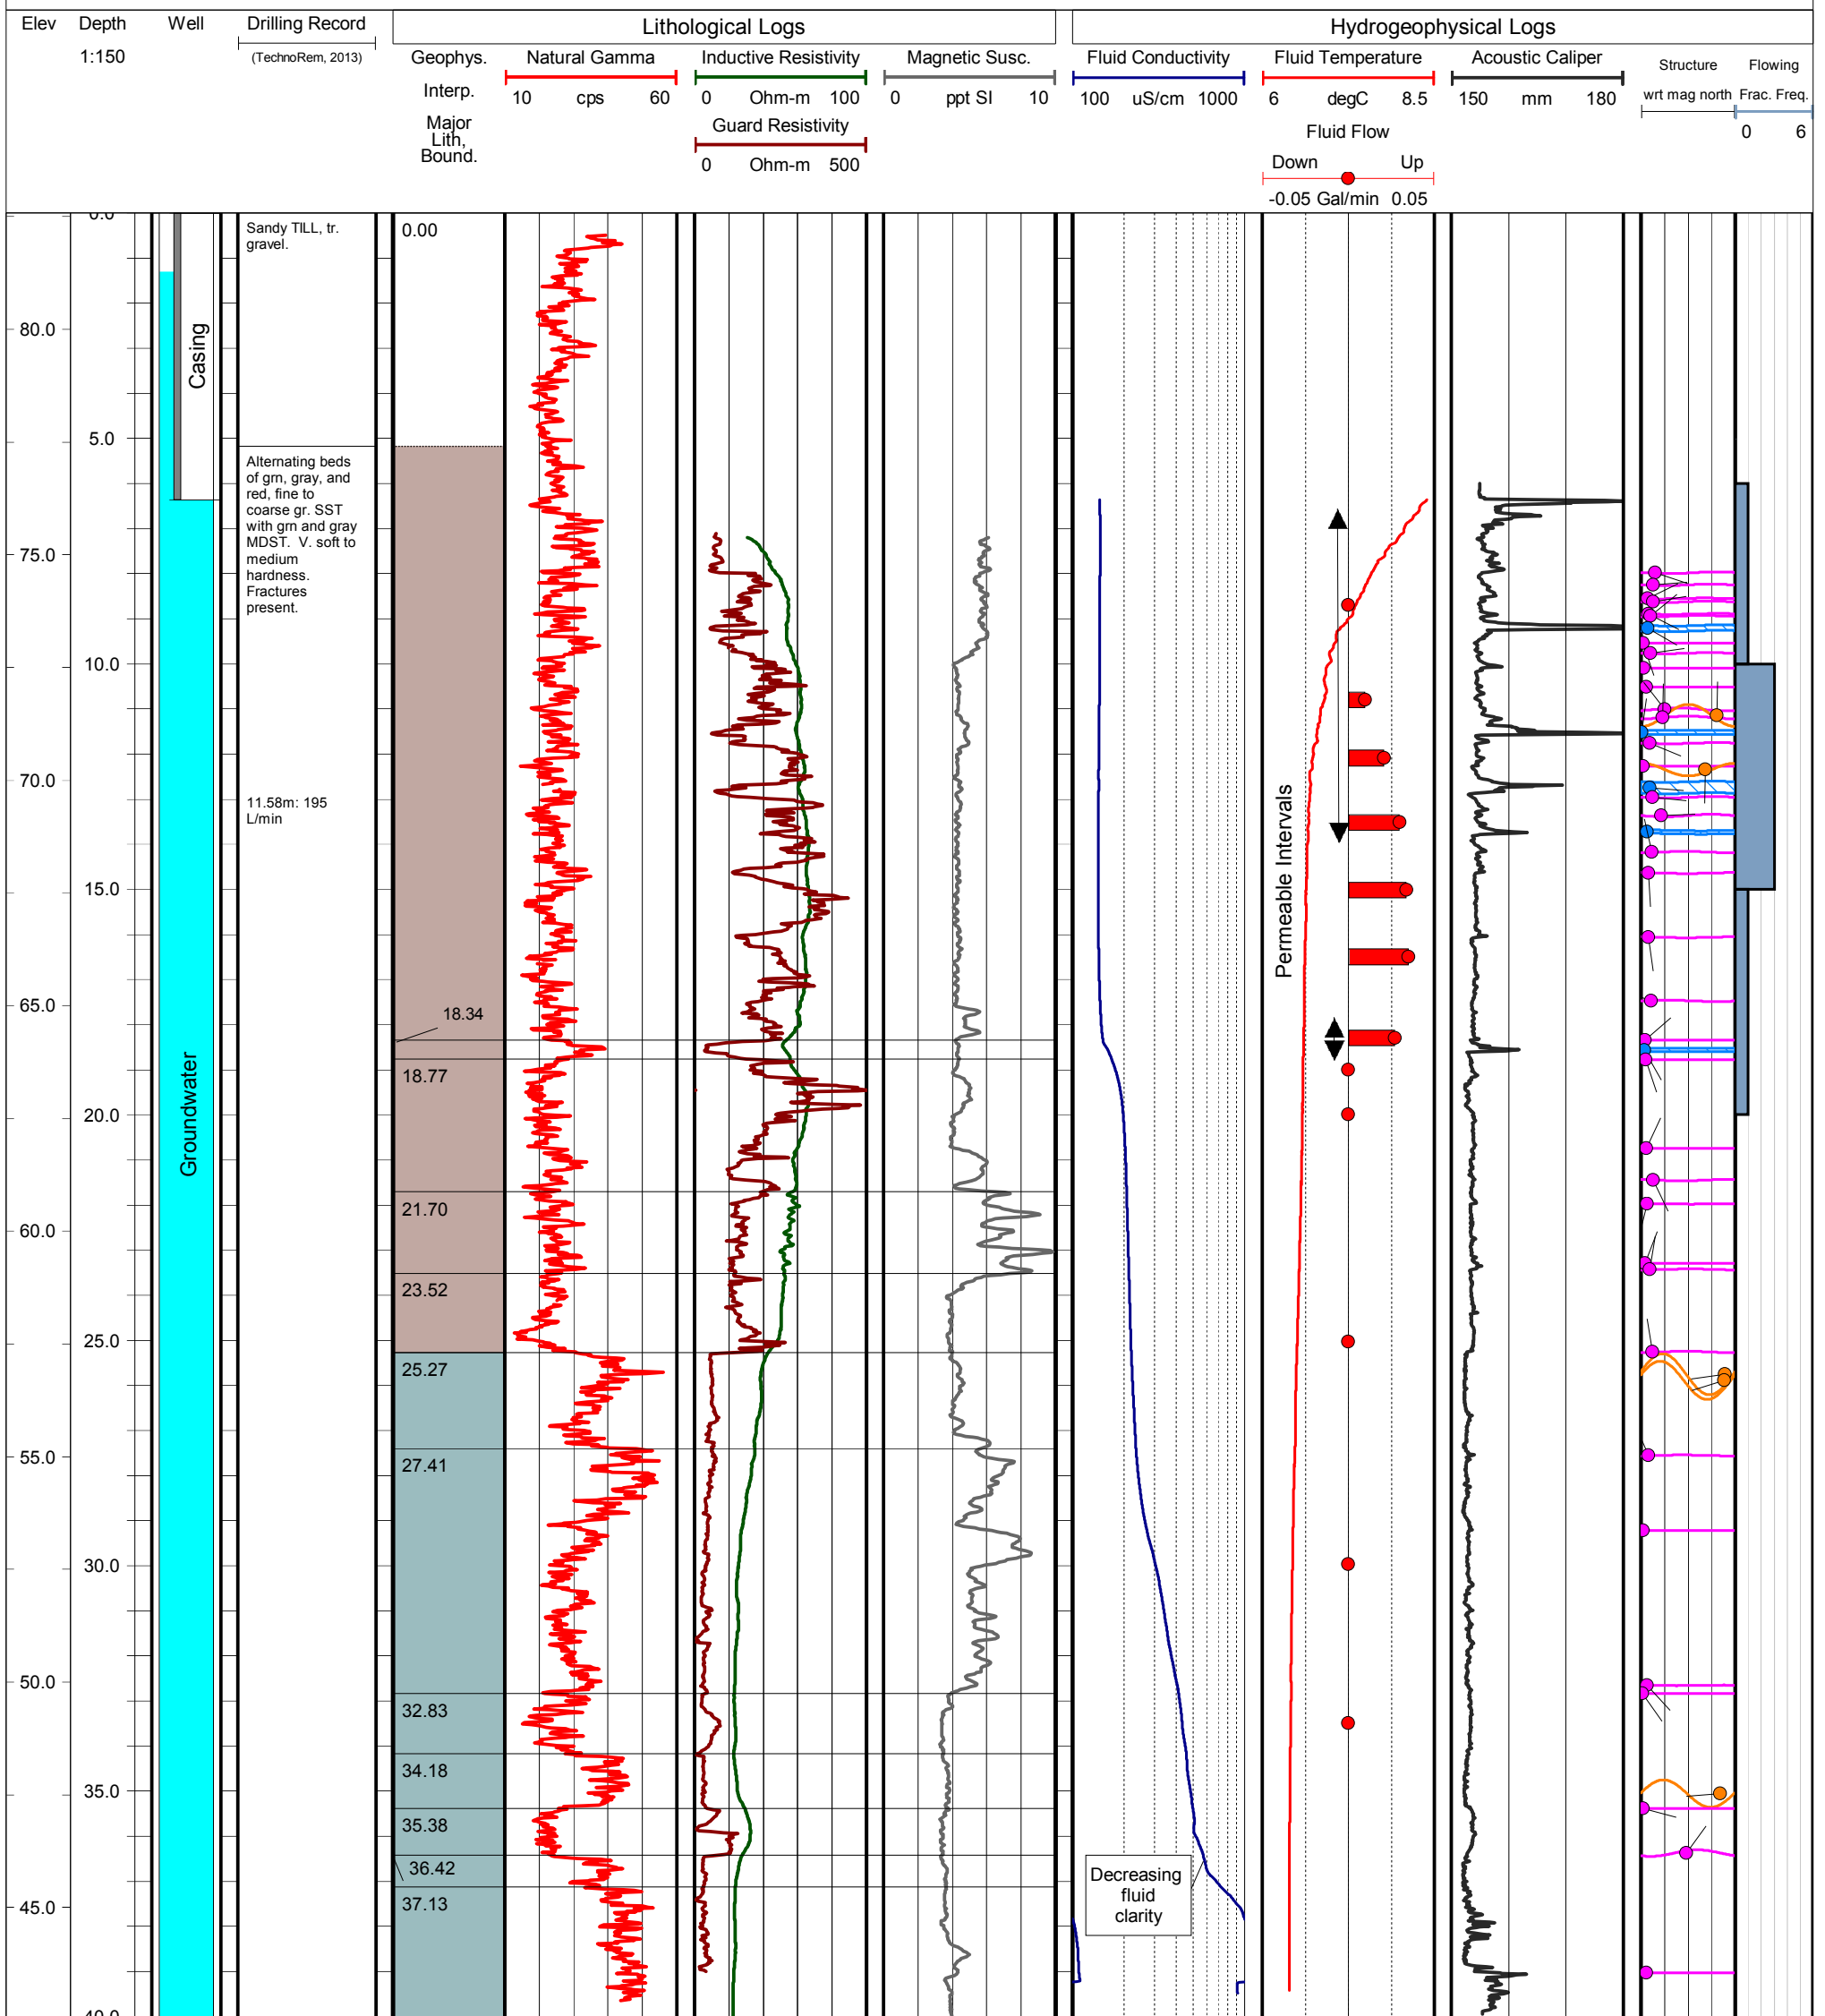 Elev
Depth
1:150
Well
Drilling Record
(TechnoRem, 2013)
Lithological Logs
Geophys.
Interp.
Major
Lith,
Bound.
Natural Gamma
10 cps 60
Inductive Resistivity
0 Ohm-m 100
Guard Resistivity
0 Ohm-m 500
Magnetic Susc.
0 ppt SI 10
Hydrogeophysical Logs
Fluid Conductivity
100 uS/cm 1000
Fluid Temperature
6 degC 8.5
Fluid Flow
Down Up
-0.05 Gal/min 0.05
Acoustic Caliper
150 mm 180
Structure
wrt mag north
Flowing
Frac. Freq.
0 6
80.0
75.0
70.0
65.0
60.0
55.0
50.0
45.0
0.0
5.0
10.0
15.0
20.0
25.0
30.0
35.0
40.0
Casing
Groundwater
Sandy TILL, tr.
gravel.
Alternating beds
of grn, gray, and
red, fine to
coarse gr. SST
with grn and gray
MDST. V. soft to
medium
hardness.
Fractures
present.
11.58m: 195
L/min
0.00
18.34
18.77
21.70
23.52
25.27
27.41
32.83
34.18
35.38
36.42
37.13
Permeable Intervals
Decreasing
fluid
clarity